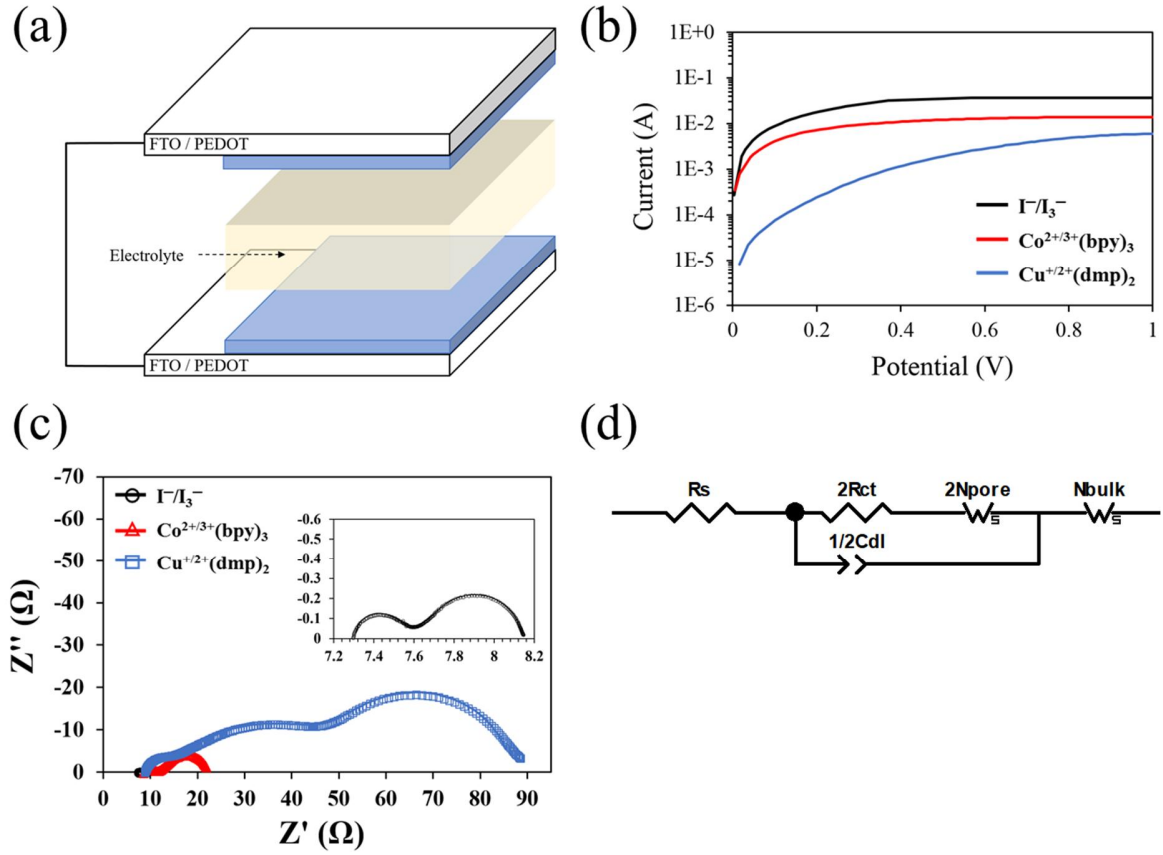 (a)
FTO / PEDOT
Electrolyte
FTO / PEDOT
(b)
1E+0
1E-1
1E-2
1E-3
1E-4
1E-5
1E-6
Current (A)
I⁻/I₃⁻
Co²⁺/³⁺(bpy)₃
Cu⁺/²⁺(dmp)₂
0 0.2 0.4 0.6 0.8 1
Potential (V)
(c)
-70
-60
-50
-40
-30
-20
-10
0
Z'' (Ω)
I⁻/I₃⁻
Co²⁺/³⁺(bpy)₃
Cu⁺/²⁺(dmp)₂
-0.6
-0.5
-0.4
-0.3
-0.2
-0.1
0
7.2 7.4 7.6 7.8 8 8.2
0 10 20 30 40 50 60 70 80 90
Z' (Ω)
(d)
Rs 2Rct 2Npore Nbulk
s s
1/2Cdl